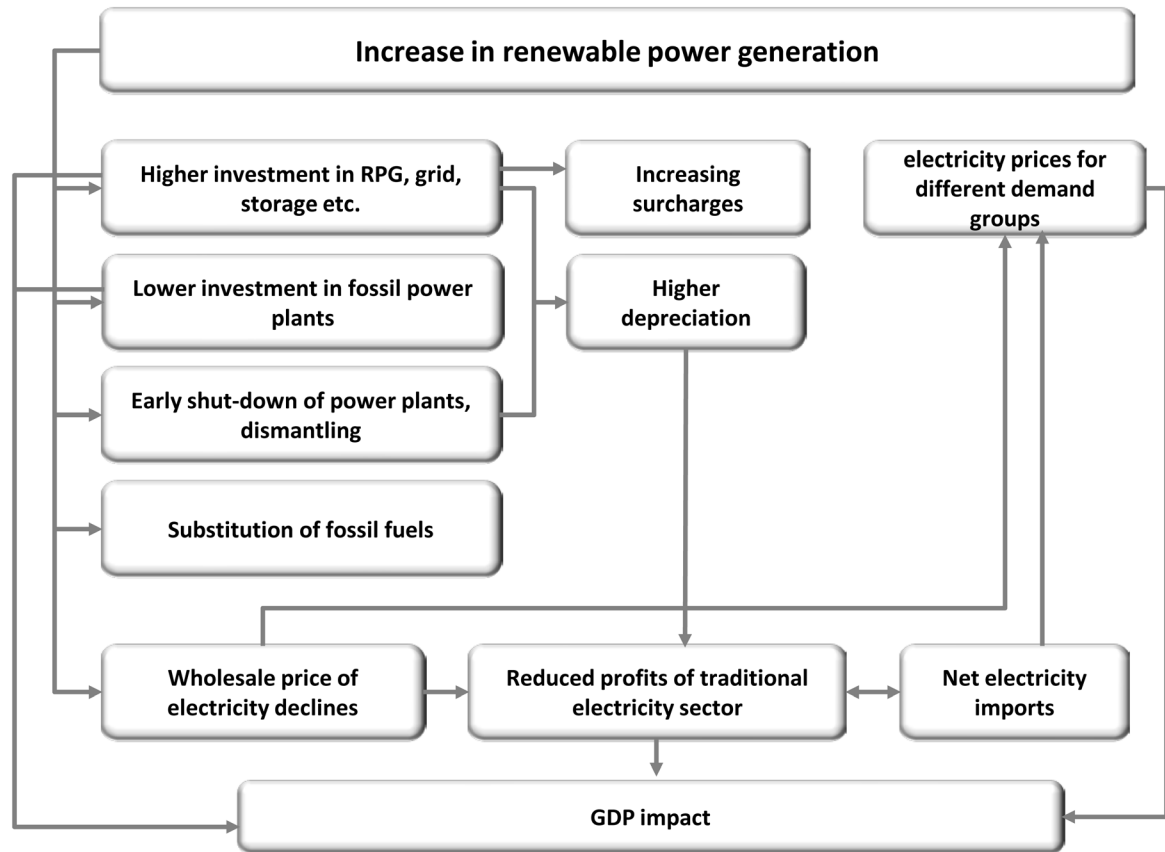 Increase in renewable power generation
Higher investment in RPG, grid,
storage etc.
Increasing
surcharges
electricity prices for
different demand
groups
Lower investment in fossil power
plants
Higher
depreciation
Early shut-down of power plants,
dismantling
Substitution of fossil fuels
Wholesale price of
electricity declines
Reduced profits of traditional
electricity sector
Net electricity
imports
GDP impact